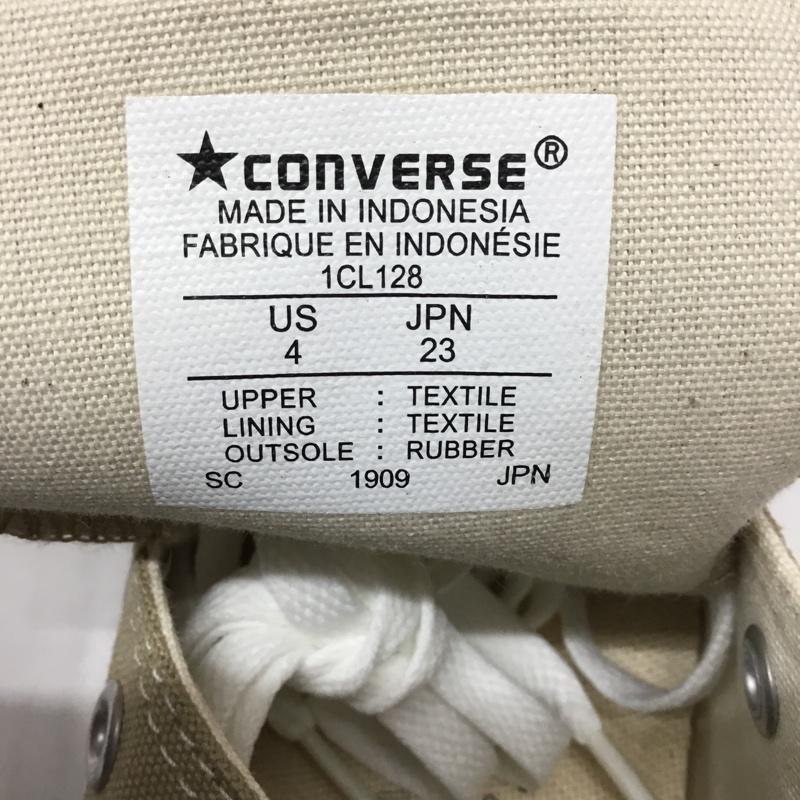 ★CONVERSE®
MADE IN INDONESIA
FABRIQUE EN INDONÉSIE
1CL128
US JPN
4 23
UPPER : TEXTILE
LINING : TEXTILE
OUTSOLE : RUBBER
SC 1909 JPN